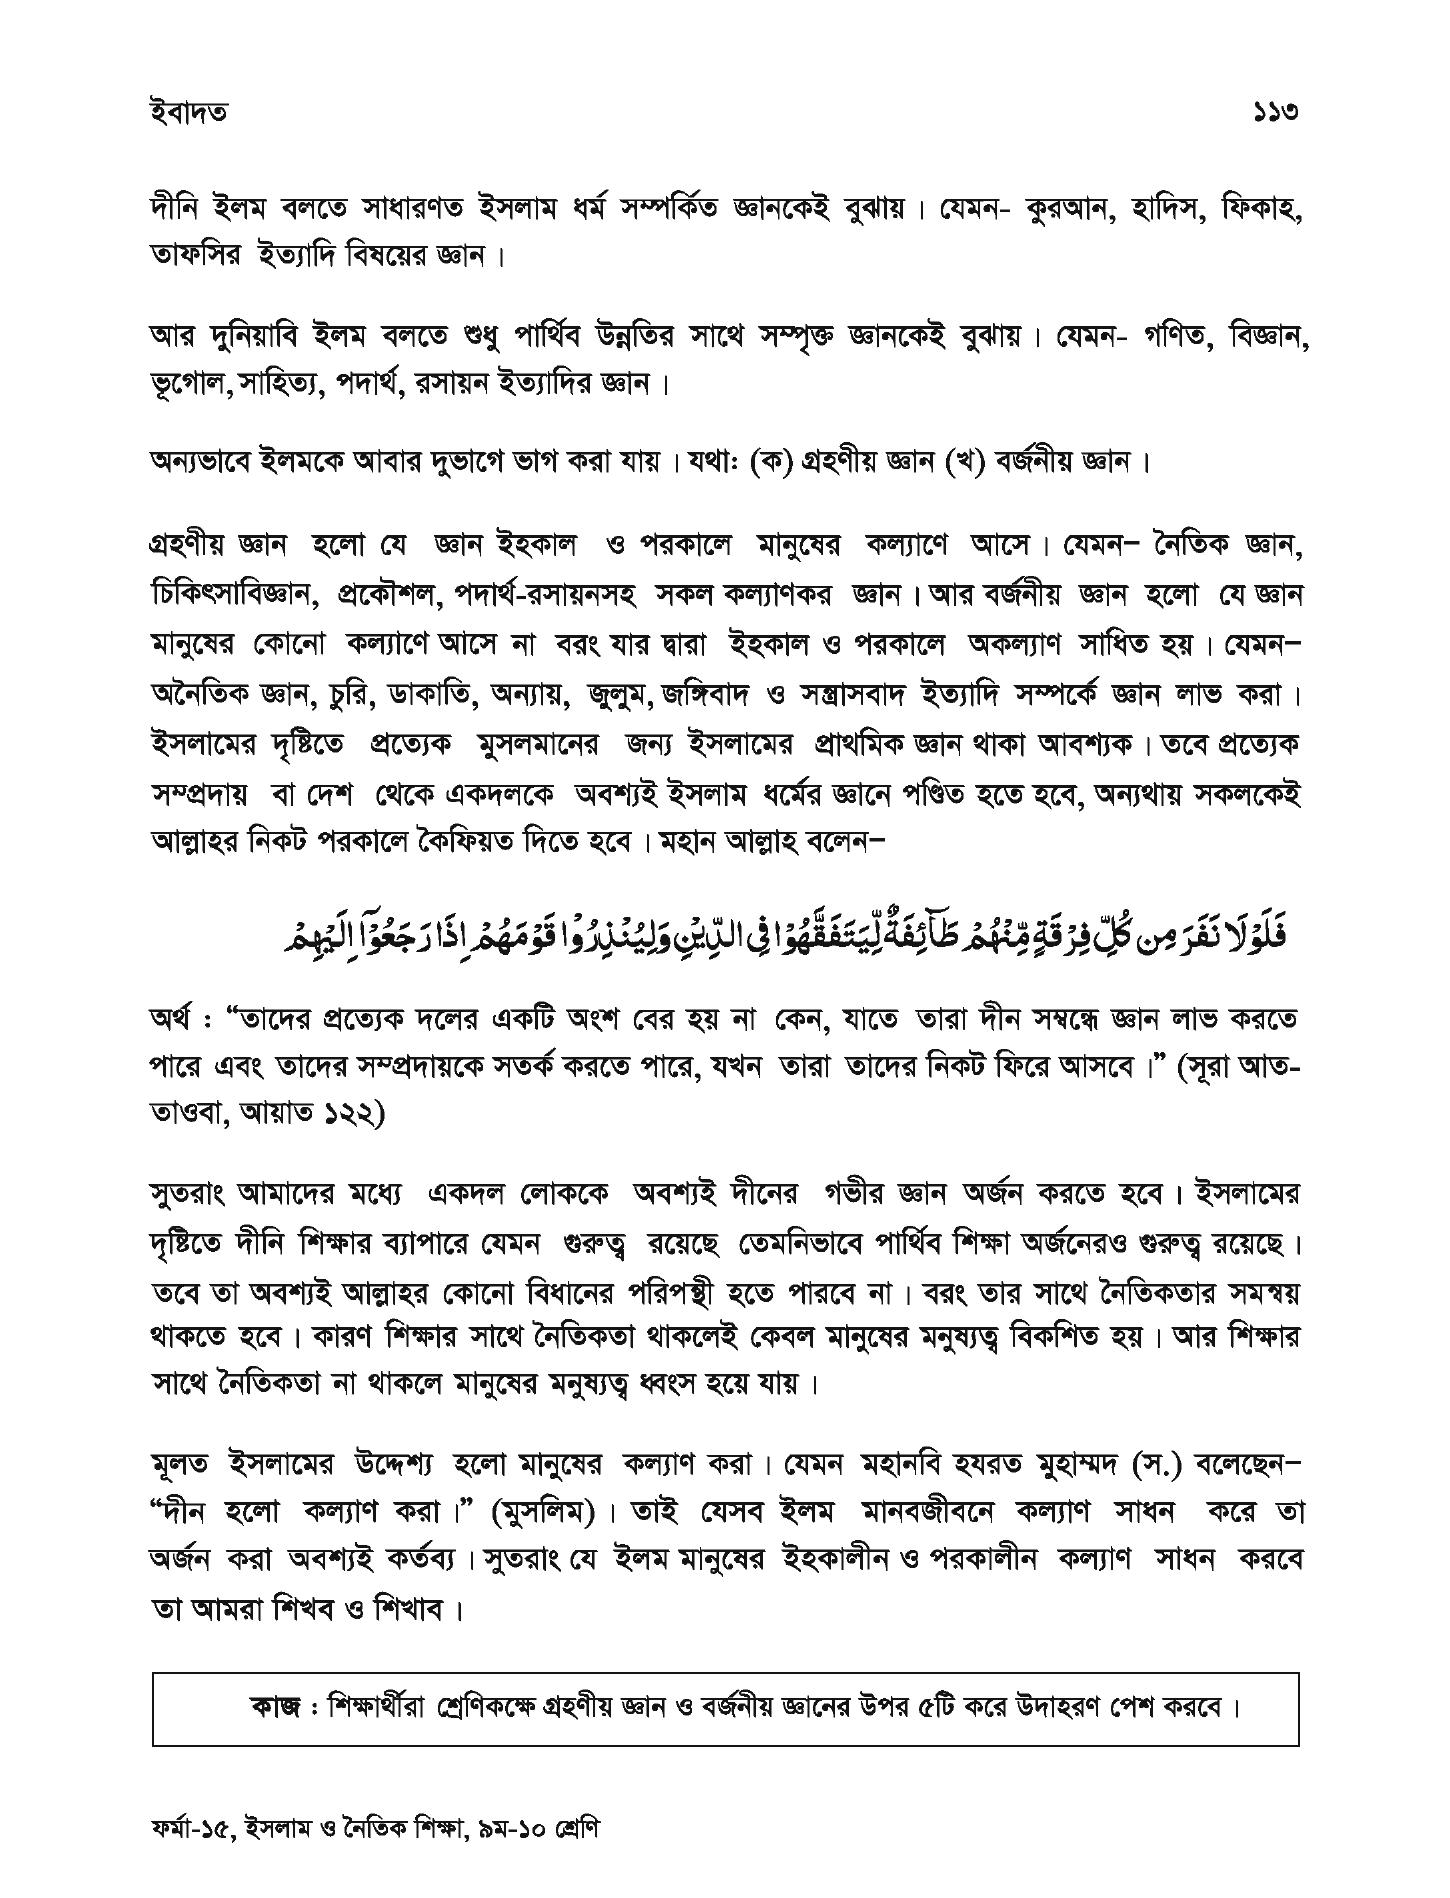 ইবাদত ১১৩
দীনি ইলম বলতে সাধারণত ইসলাম ধর্ম সম্পর্কিত জ্ঞানকেই বুঝায়। যেমন- কুরআন, হাদিস, ফিকাহ,
তাফসির ইত্যাদি বিষয়ের জ্ঞান।
আর দুনিয়াবি ইলম বলতে শুধু পার্থিব উন্নতির সাথে সম্পৃক্ত জ্ঞানকেই বুঝায়। যেমন- গণিত, বিজ্ঞান,
ভূগোল, সাহিত্য, পদার্থ, রসায়ন ইত্যাদির জ্ঞান।
অন্যভাবে ইলমকে আবার দুভাগে ভাগ করা যায়। যথা: (ক) গ্রহণীয় জ্ঞান (খ) বর্জনীয় জ্ঞান।
গ্রহণীয় জ্ঞান হলো যে জ্ঞান ইহকাল ও পরকালে মানুষের কল্যাণে আসে। যেমন– নৈতিক জ্ঞান,
চিকিৎসাবিজ্ঞান, প্রকৌশল, পদার্থ-রসায়নসহ সকল কল্যাণকর জ্ঞান। আর বর্জনীয় জ্ঞান হলো যে জ্ঞান
মানুষের কোনো কল্যাণে আসে না বরং যার দ্বারা ইহকাল ও পরকালে অকল্যাণ সাধিত হয়। যেমন–
অনৈতিক জ্ঞান, চুরি, ডাকাতি, অন্যায়, জুলুম, জঙ্গিবাদ ও সন্ত্রাসবাদ ইত্যাদি সম্পর্কে জ্ঞান লাভ করা।
ইসলামের দৃষ্টিতে প্রত্যেক মুসলমানের জন্য ইসলামের প্রাথমিক জ্ঞান থাকা আবশ্যক। তবে প্রত্যেক
সম্প্রদায় বা দেশ থেকে একদলকে অবশ্যই ইসলাম ধর্মের জ্ঞানে পণ্ডিত হতে হবে, অন্যথায় সকলকেই
আল্লাহর নিকট পরকালে কৈফিয়ত দিতে হবে। মহান আল্লাহ বলেন–
فَلَوْلَا نَفَرَ مِن كُلِّ فِرْقَةٍ مِّنْهُمْ طَآئِفَةٌ لِّيَتَفَقَّهُوْا فِى الدِّيْنِ وَلِيُنْذِرُوْا قَوْمَهُمْ اِذَا رَجَعُوْٓا اِلَيْهِمْ
অর্থ : “তাদের প্রত্যেক দলের একটি অংশ বের হয় না কেন, যাতে তারা দীন সম্বন্ধে জ্ঞান লাভ করতে
পারে এবং তাদের সম্প্রদায়কে সতর্ক করতে পারে, যখন তারা তাদের নিকট ফিরে আসবে।” (সূরা আত-
তাওবা, আয়াত ১২২)
সুতরাং আমাদের মধ্যে একদল লোককে অবশ্যই দীনের গভীর জ্ঞান অর্জন করতে হবে। ইসলামের
দৃষ্টিতে দীনি শিক্ষার ব্যাপারে যেমন গুরুত্ব রয়েছে তেমনিভাবে পার্থিব শিক্ষা অর্জনেরও গুরুত্ব রয়েছে।
তবে তা অবশ্যই আল্লাহর কোনো বিধানের পরিপন্থী হতে পারবে না। বরং তার সাথে নৈতিকতার সমন্বয়
থাকতে হবে। কারণ শিক্ষার সাথে নৈতিকতা থাকলেই কেবল মানুষের মনুষ্যত্ব বিকশিত হয়। আর শিক্ষার
সাথে নৈতিকতা না থাকলে মানুষের মনুষ্যত্ব ধ্বংস হয়ে যায়।
মূলত ইসলামের উদ্দেশ্য হলো মানুষের কল্যাণ করা। যেমন মহানবি হযরত মুহাম্মদ (স.) বলেছেন–
“দীন হলো কল্যাণ করা।” (মুসলিম)। তাই যেসব ইলম মানবজীবনে কল্যাণ সাধন করে তা
অর্জন করা অবশ্যই কর্তব্য। সুতরাং যে ইলম মানুষের ইহকালীন ও পরকালীন কল্যাণ সাধন করবে
তা আমরা শিখব ও শিখাব।
কাজ : শিক্ষার্থীরা শ্রেণিকক্ষে গ্রহণীয় জ্ঞান ও বর্জনীয় জ্ঞানের উপর ৫টি করে উদাহরণ পেশ করবে।
ফর্মা-১৫, ইসলাম ও নৈতিক শিক্ষা, ৯ম-১০ শ্রেণি